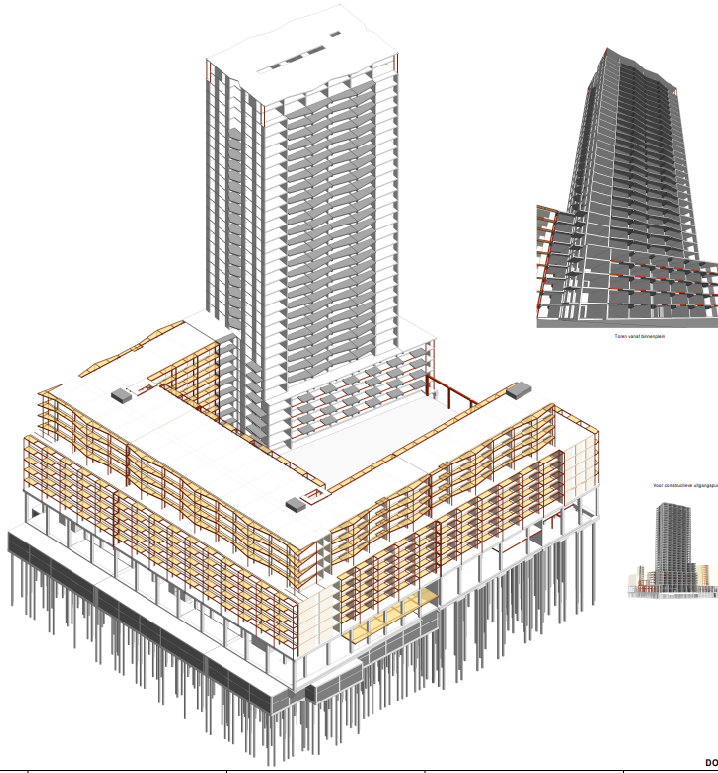 Toren vanaf binnenplein
Voor constructieve uitgangspu
DO